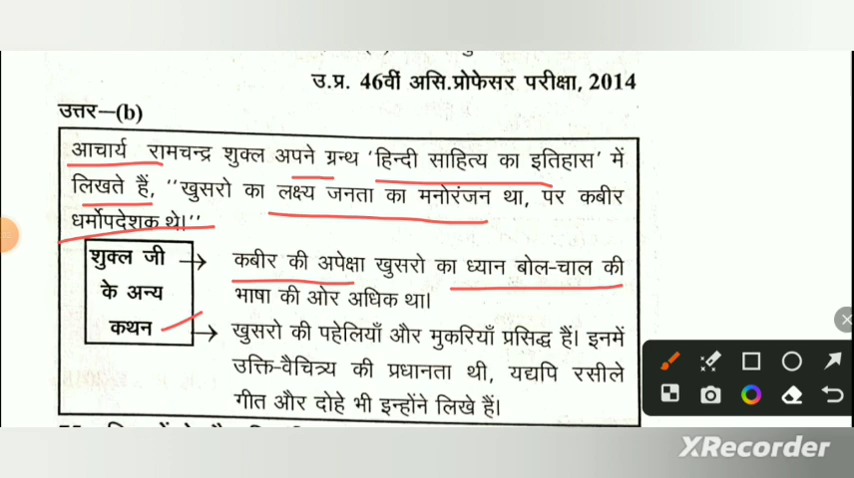 उ.प्र. 46वीं असि.प्रोफेसर परीक्षा, 2014
उत्तर–(b)
आचार्य रामचन्द्र शुक्ल अपने ग्रन्थ ‘हिन्दी साहित्य का इतिहास’ में
लिखते हैं, ‘‘खुसरो का लक्ष्य जनता का मनोरंजन था, पर कबीर
धर्मोपदेशक थे।’’
शुक्ल जी
के अन्य
कथन
कबीर की अपेक्षा खुसरो का ध्यान बोल-चाल की
भाषा की ओर अधिक था।
खुसरो की पहेलियाँ और मुकरियाँ प्रसिद्ध हैं। इनमें
उक्ति-वैचित्र्य की प्रधानता थी, यद्यपि रसीले
गीत और दोहे भी इन्होंने लिखे हैं।
XRecorder